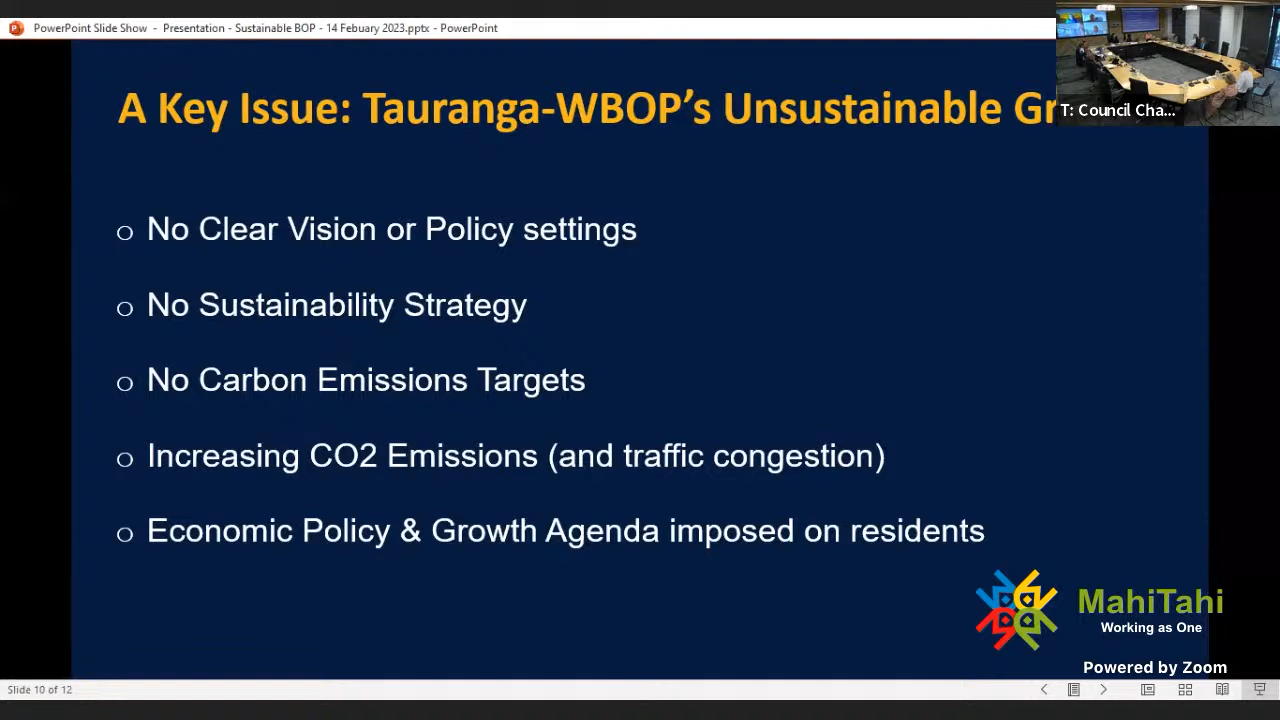 PowerPoint Slide Show - Presentation - Sustainable BOP - 14 Febuary 2023.pptx - PowerPoint
T: Council Cha...
A Key Issue: Tauranga-WBOP’s Unsustainable Gr
o No Clear Vision or Policy settings
o No Sustainability Strategy
o No Carbon Emissions Targets
o Increasing CO2 Emissions (and traffic congestion)
o Economic Policy & Growth Agenda imposed on residents
MahiTahi
Working as One
Powered by Zoom
Slide 10 of 12